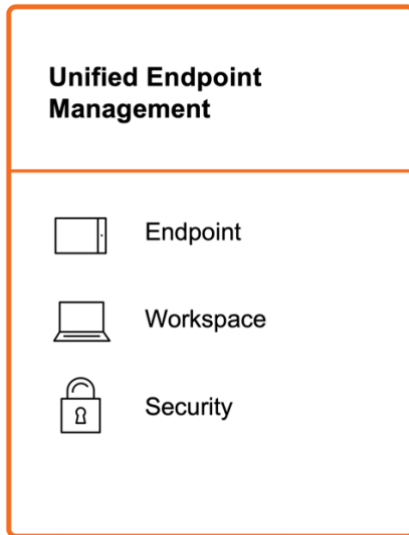 Unified Endpoint
Management
Endpoint
Workspace
Security